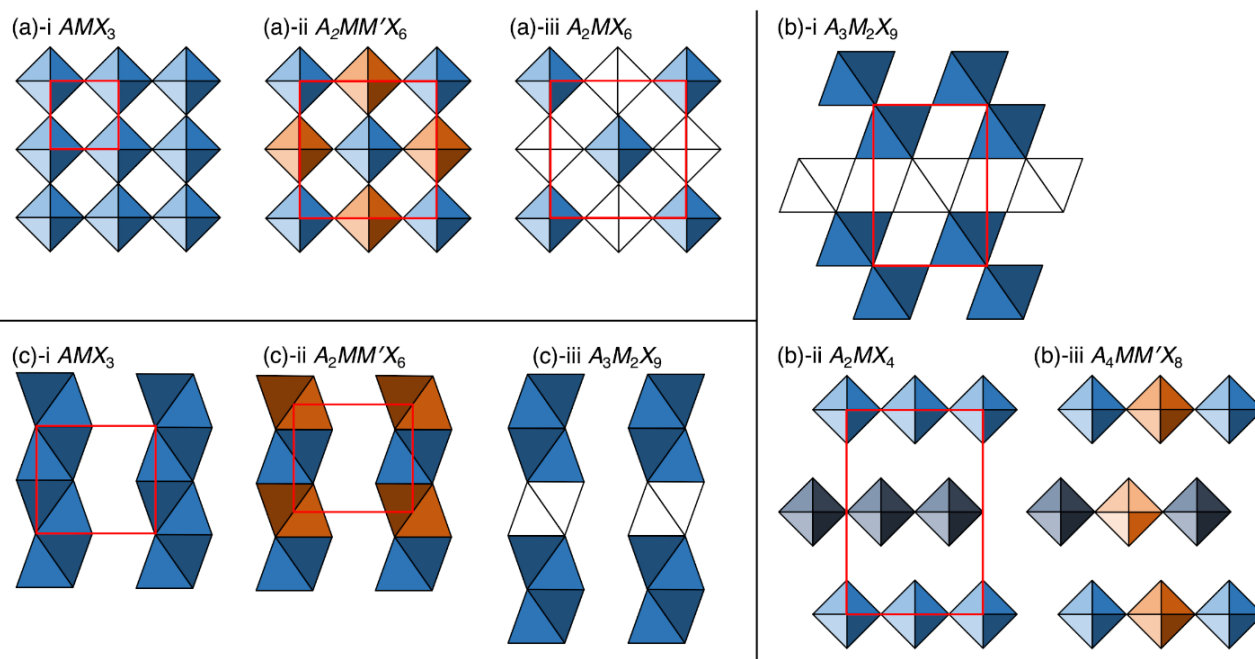 (a)-i AMX₃
(a)-ii A₂MM′X₆
(a)-iii A₂MX₆
(b)-i A₃M₂X₉
(c)-i AMX₃
(c)-ii A₂MM′X₆
(c)-iii A₃M₂X₉
(b)-ii A₂MX₄
(b)-iii A₄MM′X₈